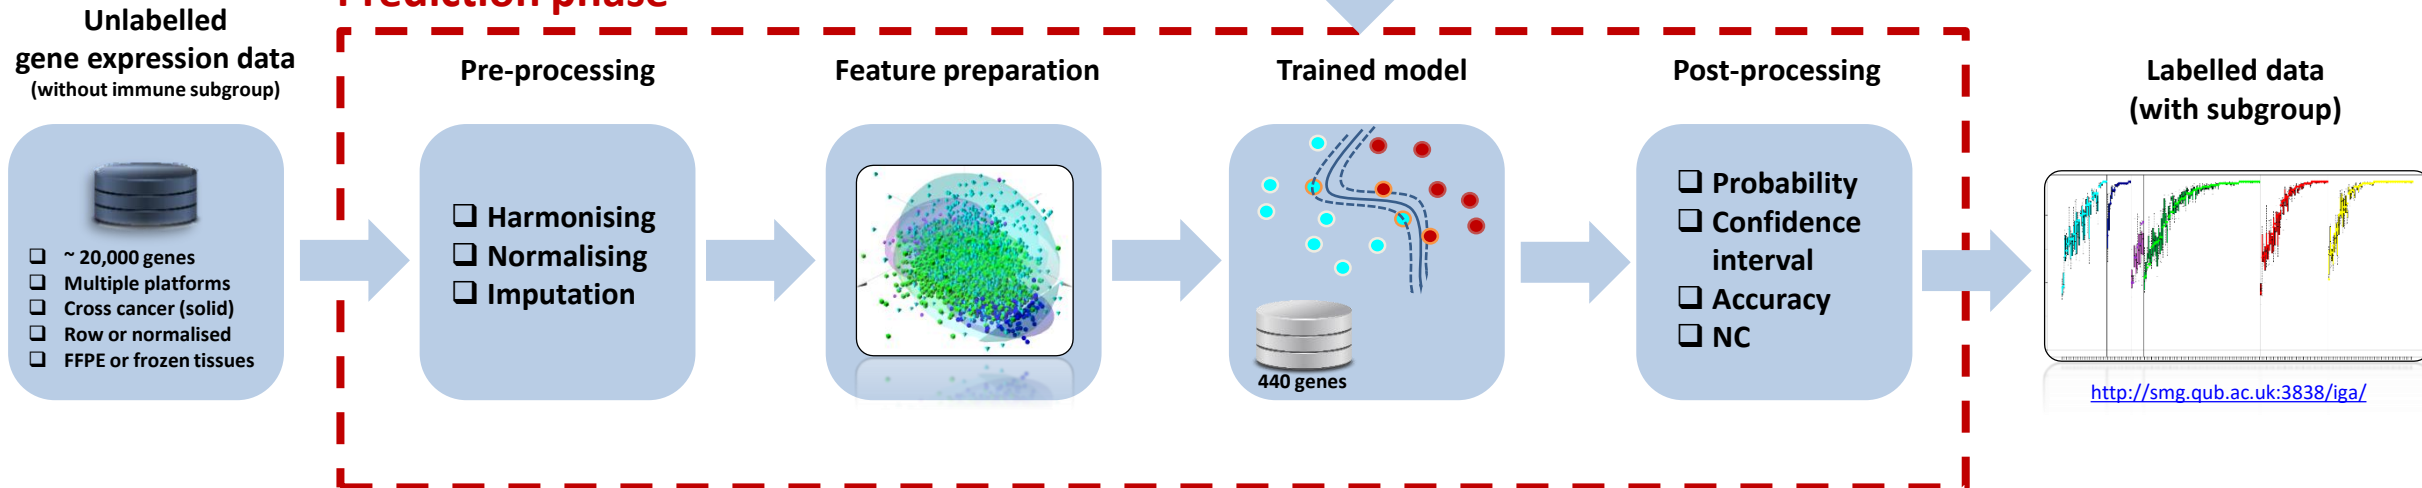 Prediction phase
Unlabelled
gene expression data
(without immune subgroup)
❑ ~ 20,000 genes
❑ Multiple platforms
❑ Cross cancer (solid)
❑ Row or normalised
❑ FFPE or frozen tissues
Pre-processing
❑ Harmonising
❑ Normalising
❑ Imputation
Feature preparation
Trained model
440 genes
Post-processing
❑ Probability
❑ Confidence
interval
❑ Accuracy
❑ NC
Labelled data
(with subgroup)
http://smg.qub.ac.uk:3838/iga/